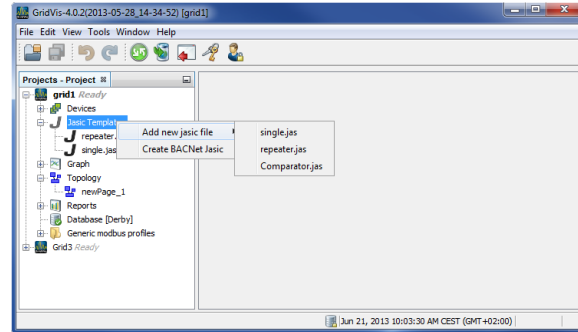 GridVis-4.0.2(2013-05-28_14-34-52) [grid1]
File Edit View Tools Window Help
Projects - Project
grid1 Ready
Devices
Jasic Templat
repeater.
single.jas
Graph
Topology
newPage_1
Reports
Database [Derby]
Generic modbus profiles
Grid3 Ready
Add new jasic file
Create BACNet Jasic
single.jas
repeater.jas
Comparator.jas
Jun 21, 2013 10:03:30 AM CEST (GMT+02:00)